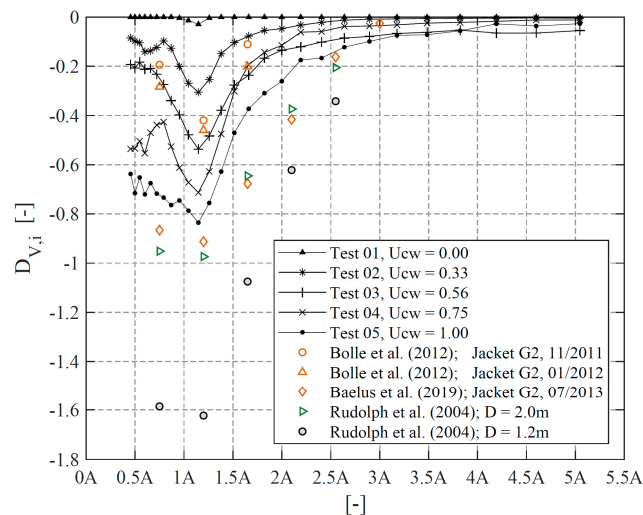 0
-0.2
-0.4
-0.6
-0.8
-1
-1.2
-1.4
-1.6
-1.8
D_V,i [-]
Test 01, Ucw = 0.00
Test 02, Ucw = 0.33
Test 03, Ucw = 0.56
Test 04, Ucw = 0.75
Test 05, Ucw = 1.00
Bolle et al. (2012); Jacket G2, 11/2011
Bolle et al. (2012); Jacket G2, 01/2012
Baelus et al. (2019); Jacket G2, 07/2013
Rudolph et al. (2004); D = 2.0m
Rudolph et al. (2004); D = 1.2m
0A 0.5A 1A 1.5A 2A 2.5A 3A 3.5A 4A 4.5A 5A 5.5A
[-]